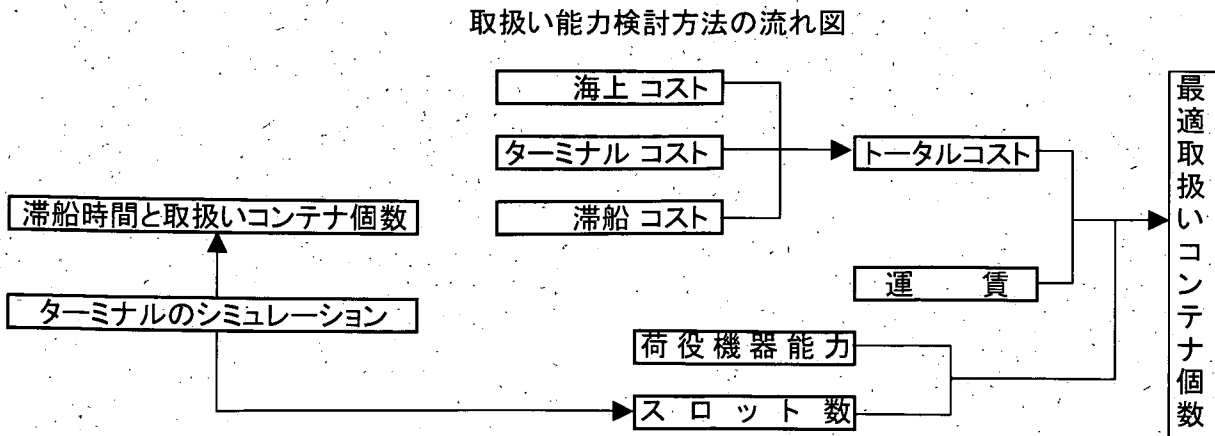 取扱い能力検討方法の流れ図
海上 コスト
ターミナル コスト
トータルコスト
滞船時間と取扱いコンテナ個数
滞船 コスト
ターミナルのシミュレーション
運 賃
荷役機器能力
スロット数
最適取扱いコンテナ個数